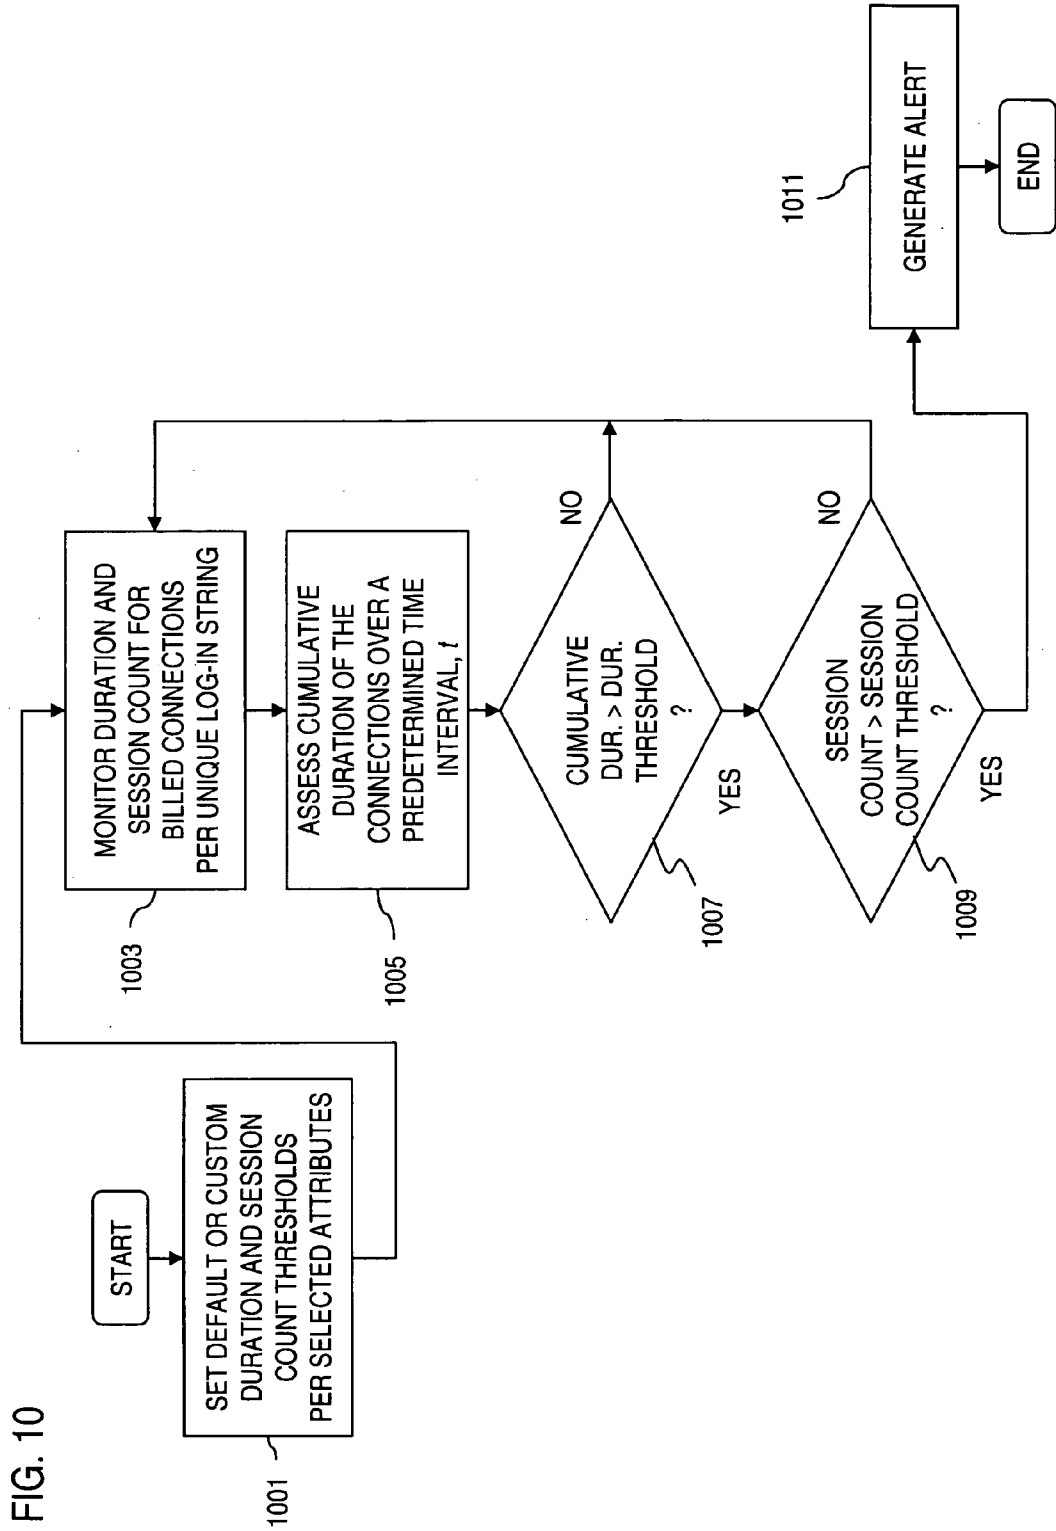 FIG. 10
START
SET DEFAULT OR CUSTOM
DURATION AND SESSION
COUNT THRESHOLDS
PER SELECTED ATTRIBUTES
1001
MONITOR DURATION AND
SESSION COUNT FOR
BILLED CONNECTIONS
PER UNIQUE LOG-IN STRING
1003
ASSESS CUMULATIVE
DURATION OF THE
CONNECTIONS OVER A
PREDETERMINED TIME
INTERVAL, t
1005
CUMULATIVE
DUR. > DUR.
THRESHOLD
?
NO
YES
1007
SESSION
COUNT > SESSION
COUNT THRESHOLD
?
NO
YES
1009
1011
GENERATE ALERT
END